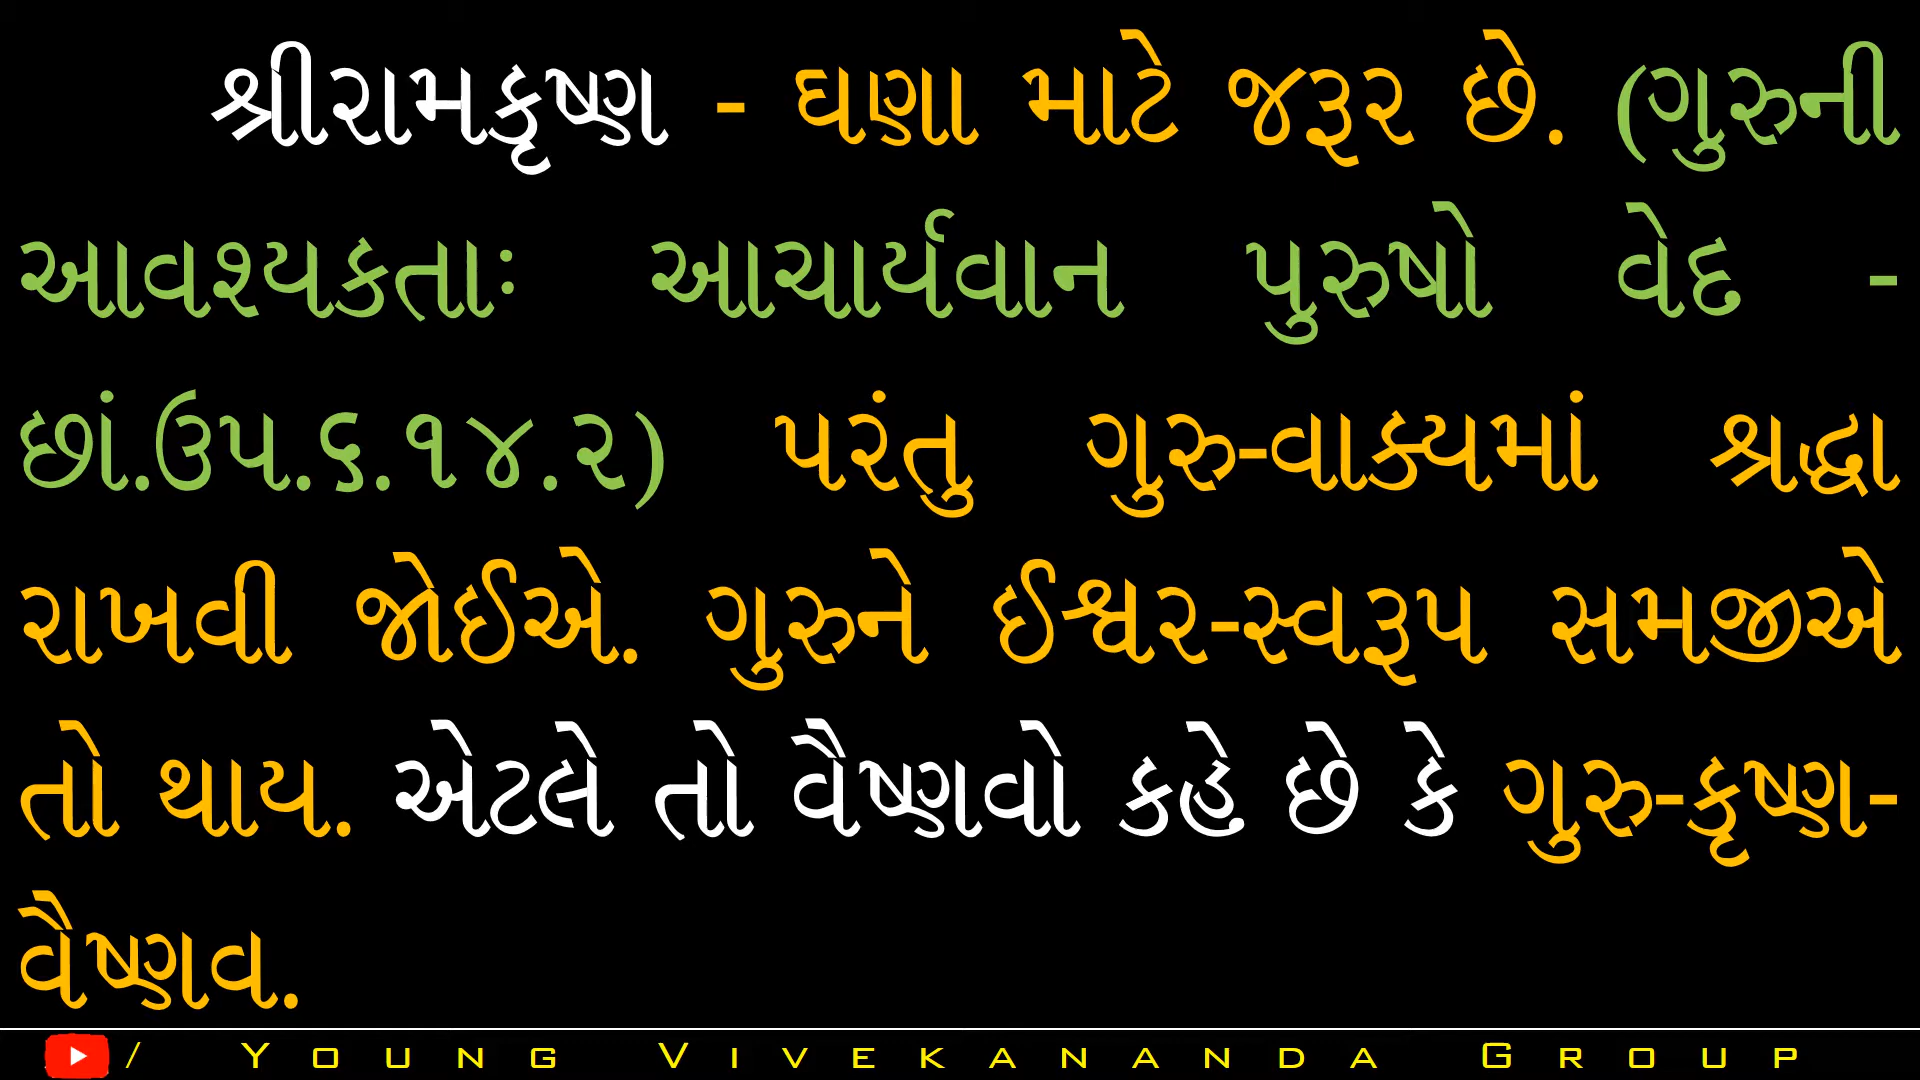 શ્રીરામકૃષ્ણ - ઘણા માટે જરૂર છે. (ગુરુની
આવશ્યકતાઃ આચાર્યવાન પુરુષો વેદ -
છાં.ઉપ.૬.૧૪.૨) પરંતુ ગુરુ-વાક્યમાં શ્રદ્ધા
રાખવી જોઈએ. ગુરુને ઈશ્વર-સ્વરૂપ સમજીએ
તો થાય. એટલે તો વૈષ્ણવો કહે છે કે ગુરુ-કૃષ્ણ-
વૈષ્ણવ.
/ Young Vivekananda Group